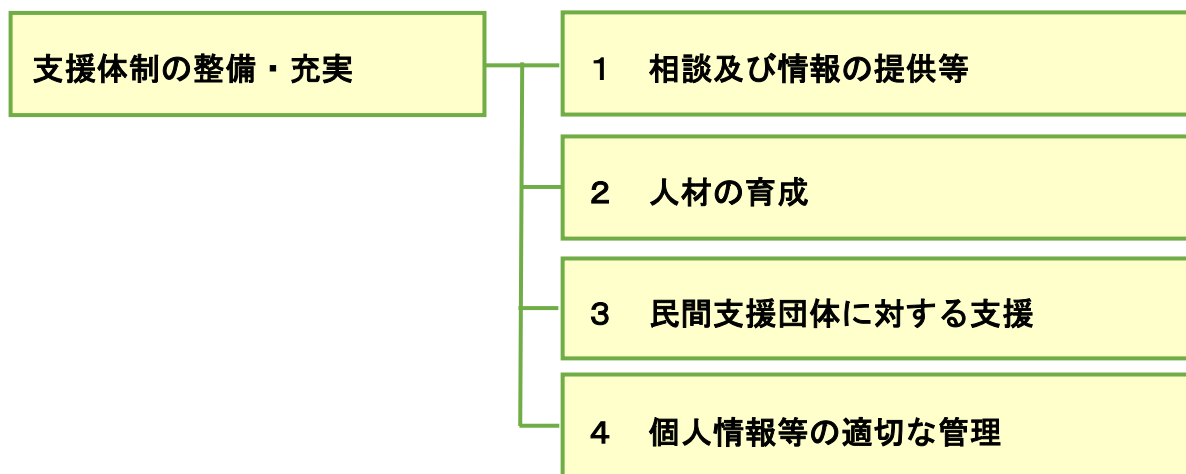 支援体制の整備・充実
１　相談及び情報の提供等
２　人材の育成
３　民間支援団体に対する支援
４　個人情報等の適切な管理